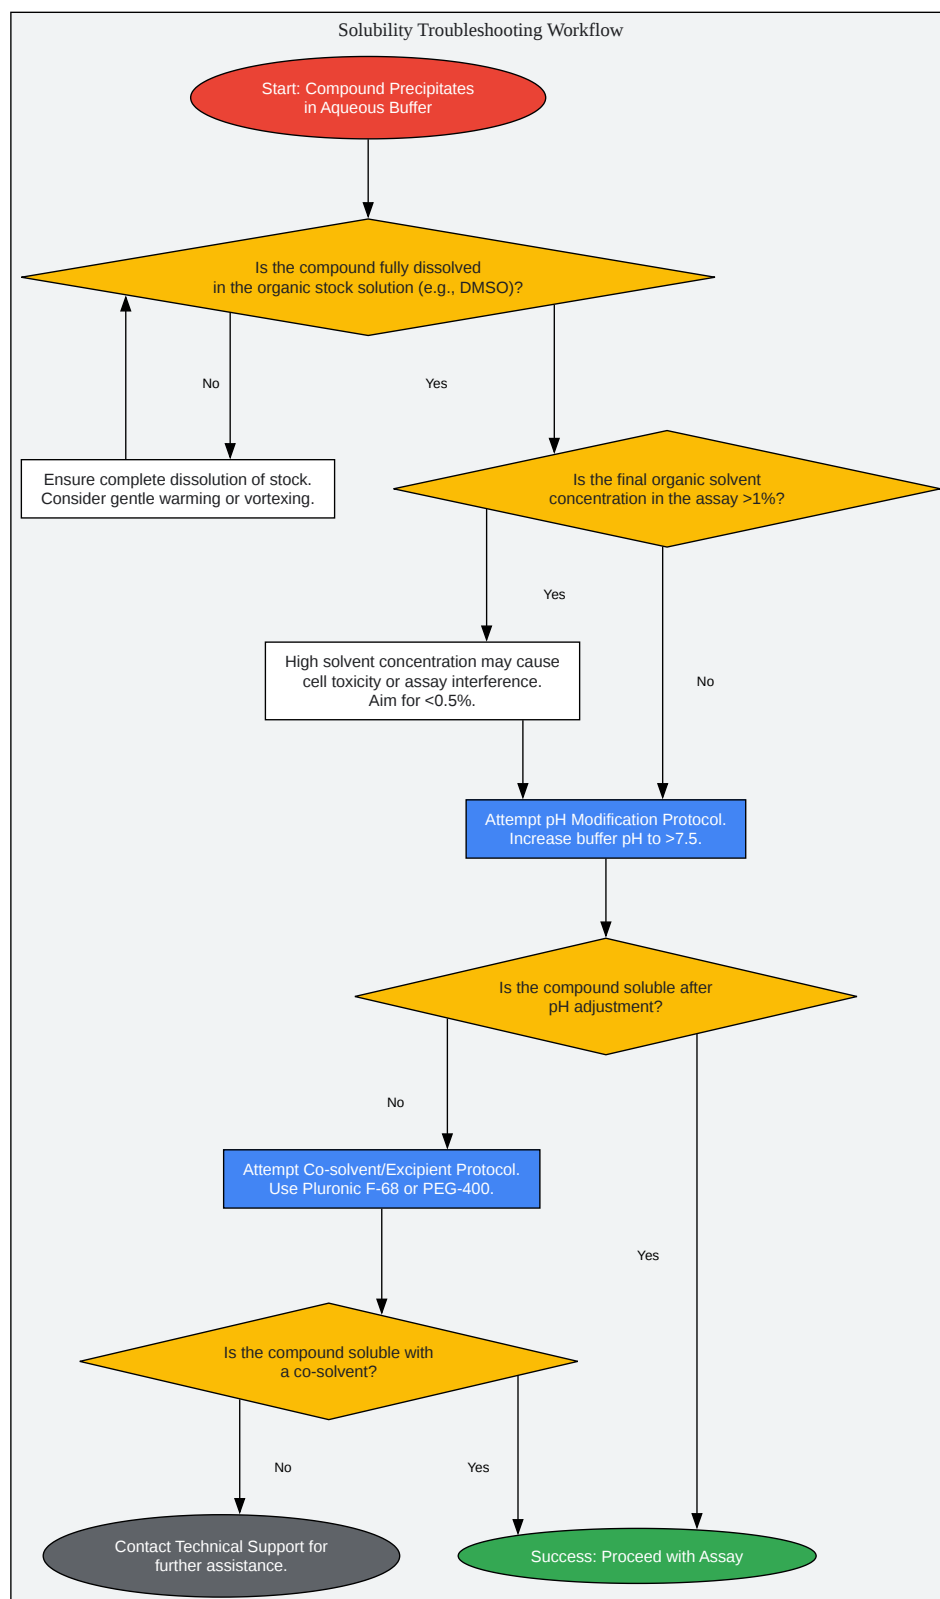 Solubility Troubleshooting Workflow
Start: Compound Precipitates
in Aqueous Buffer
Is the compound fully dissolved
in the organic stock solution (e.g., DMSO)?
No
Yes
Ensure complete dissolution of stock.
Consider gentle warming or vortexing.
Is the final organic solvent
concentration in the assay >1%?
Yes
High solvent concentration may cause
cell toxicity or assay interference.
Aim for <0.5%.
No
Attempt pH Modification Protocol.
Increase buffer pH to >7.5.
Is the compound soluble after
pH adjustment?
No
Attempt Co-solvent/Excipient Protocol.
Use Pluronic F-68 or PEG-400.
Yes
Is the compound soluble with
a co-solvent?
No
Yes
Contact Technical Support for
further assistance.
Success: Proceed with Assay